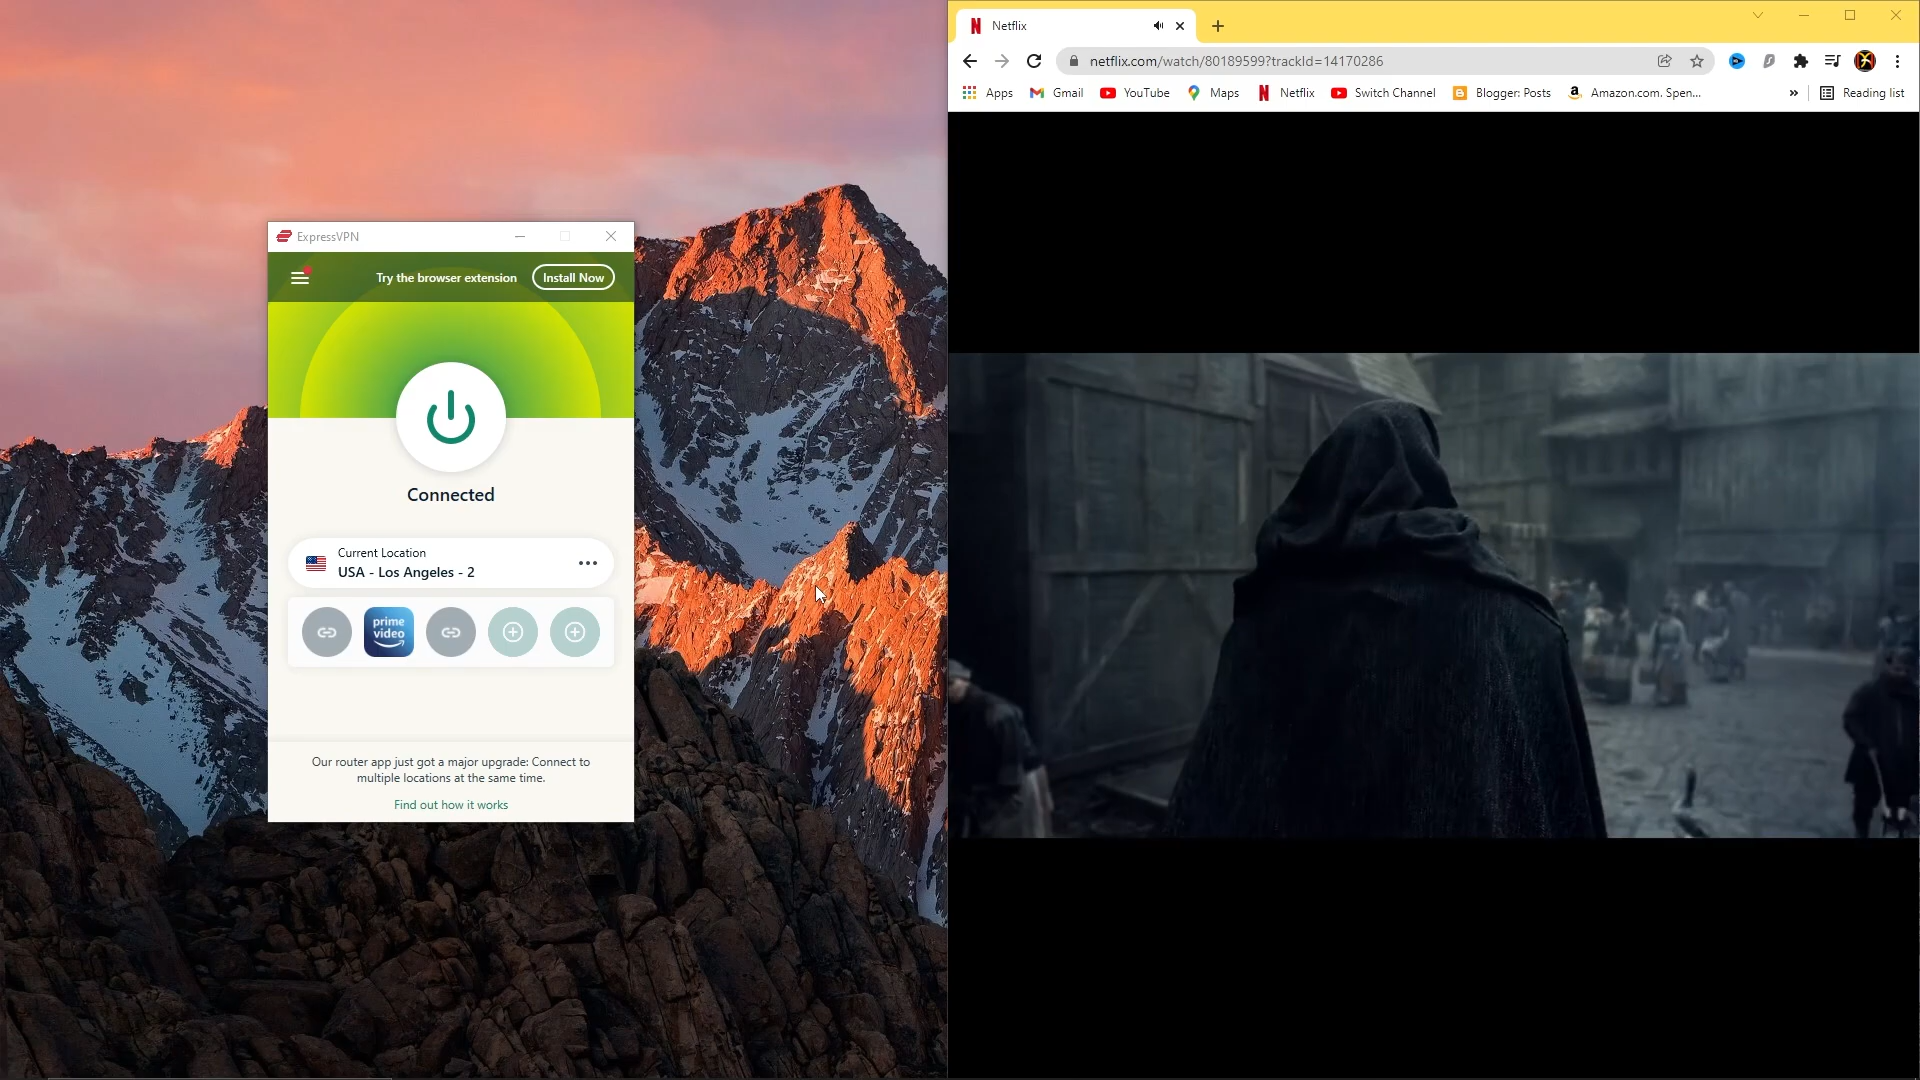 ExpressVPN
Try the browser extension
Install Now
Connected
Current Location
USA - Los Angeles - 2
prime
video
Our router app just got a major upgrade: Connect to
multiple locations at the same time.
Find out how it works
Netflix
netflix.com/watch/80189599?trackId=14170286
Apps
Gmail
YouTube
Maps
Netflix
Switch Channel
Blogger: Posts
Amazon.com. Spen...
Reading list